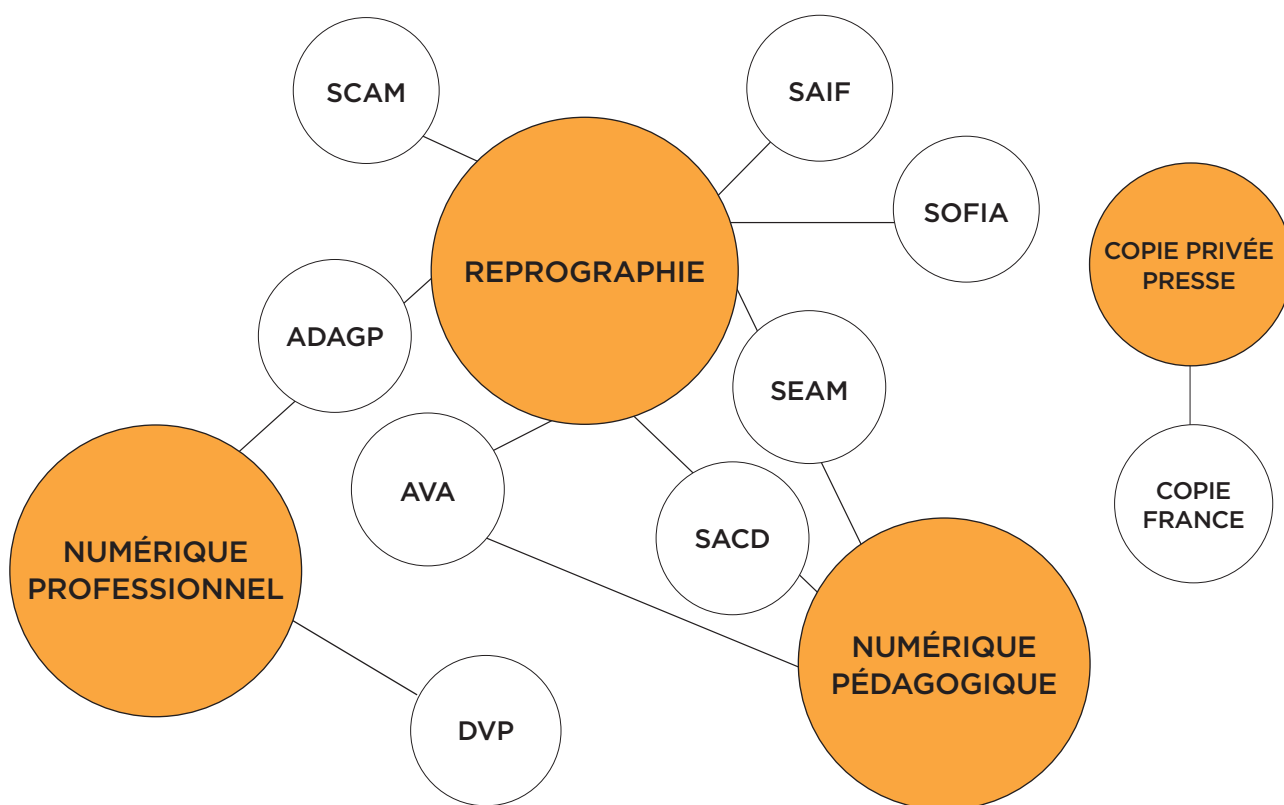 SCAM
SAIF
SOFIA
REPROGRAPHIE
COPIE PRIVÉE
PRESSE
ADAGP
SEAM
AVA
SACD
COPIE
FRANCE
NUMÉRIQUE
PROFESSIONNEL
NUMÉRIQUE
PÉDAGOGIQUE
DVP